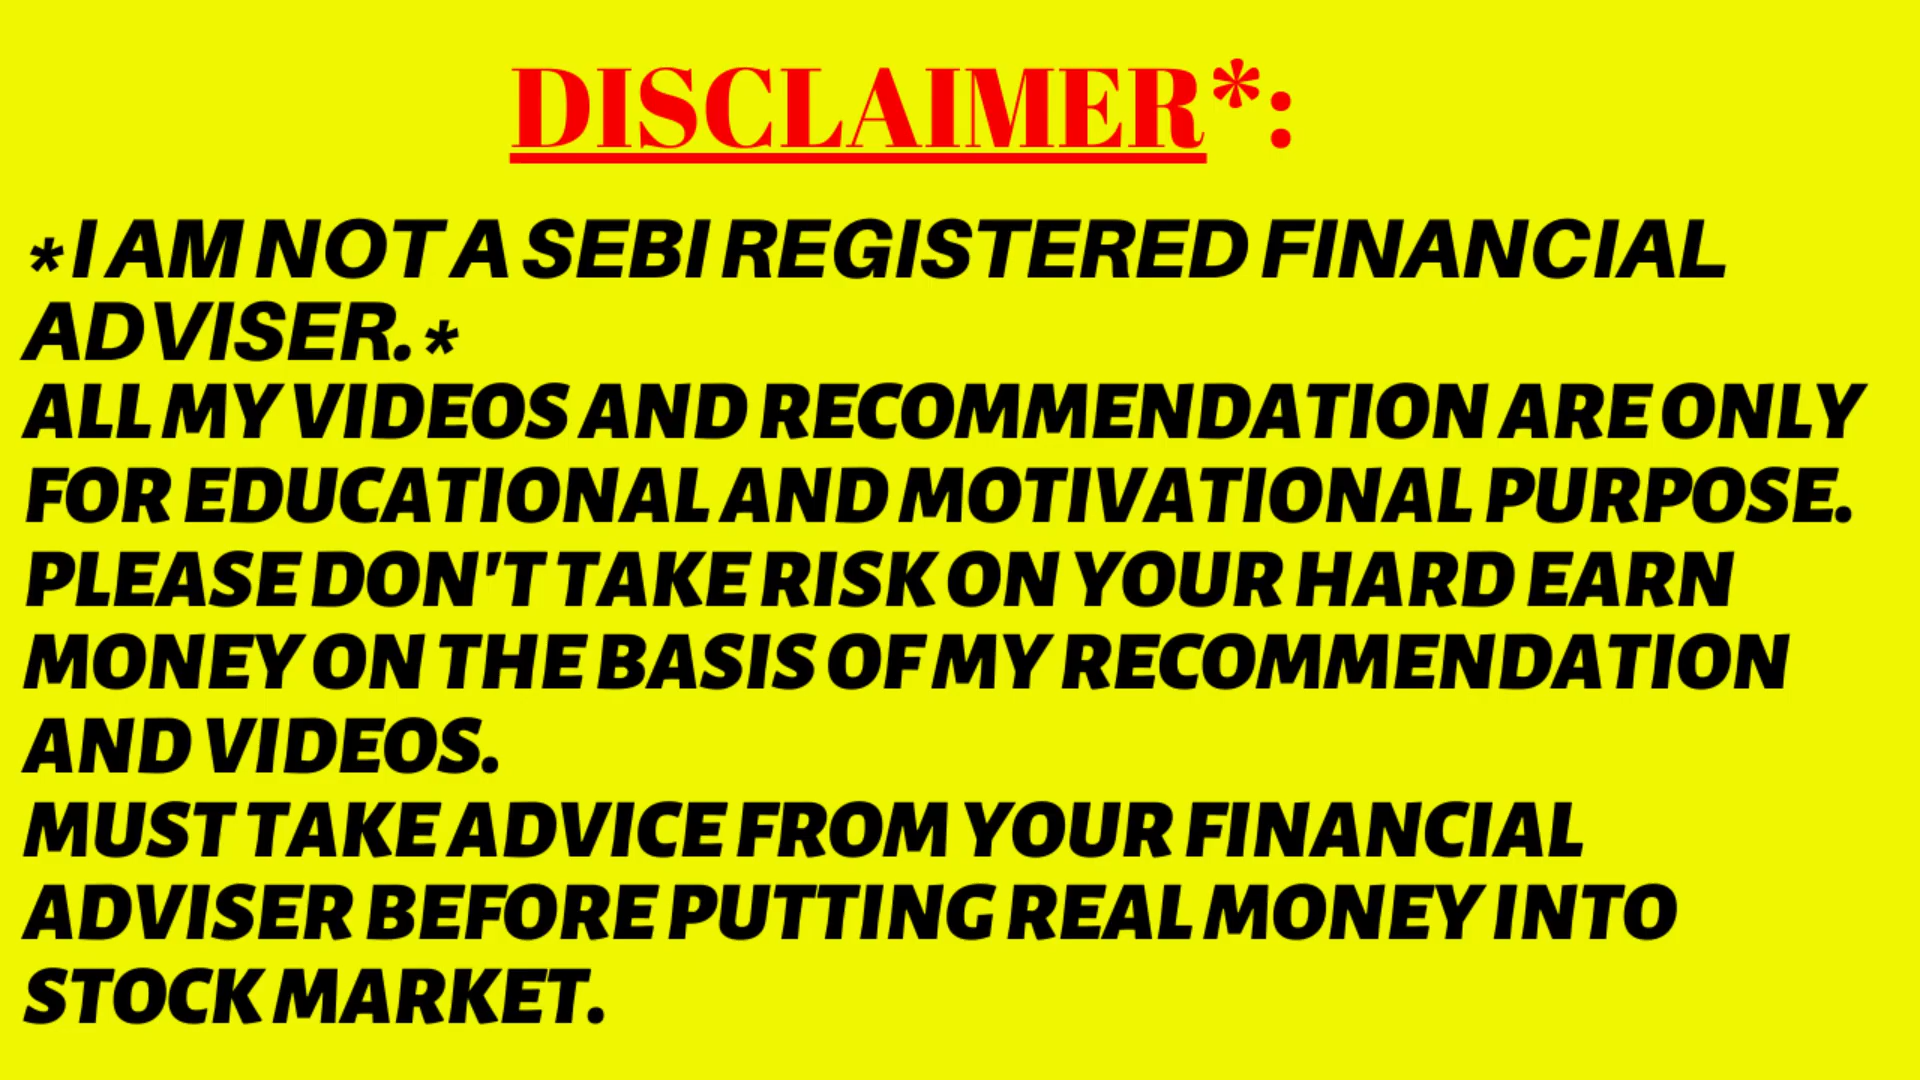 DISCLAIMER*:
*I AM NOT A SEBI REGISTERED FINANCIAL
ADVISER.*
ALL MY VIDEOS AND RECOMMENDATION ARE ONLY
FOR EDUCATIONAL AND MOTIVATIONAL PURPOSE.
PLEASE DON'T TAKE RISK ON YOUR HARD EARN
MONEY ON THE BASIS OF MY RECOMMENDATION
AND VIDEOS.
MUST TAKE ADVICE FROM YOUR FINANCIAL
ADVISER BEFORE PUTTING REAL MONEY INTO
STOCK MARKET.